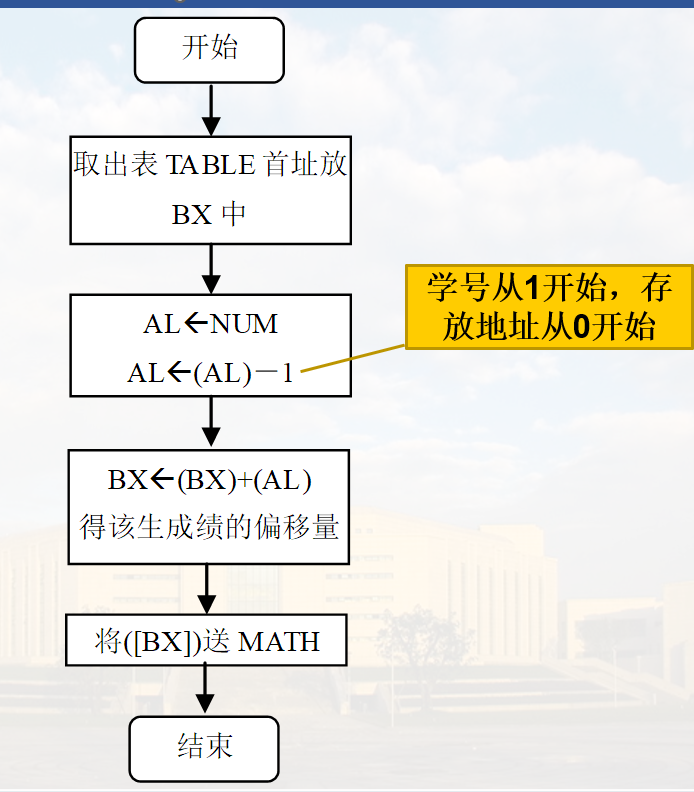 开始
取出表 TABLE 首址放
BX 中
AL←NUM
AL←(AL)－1
学号从1开始，存
放地址从0开始
BX←(BX)+(AL)
得该生成绩的偏移量
将([BX])送 MATH
结束